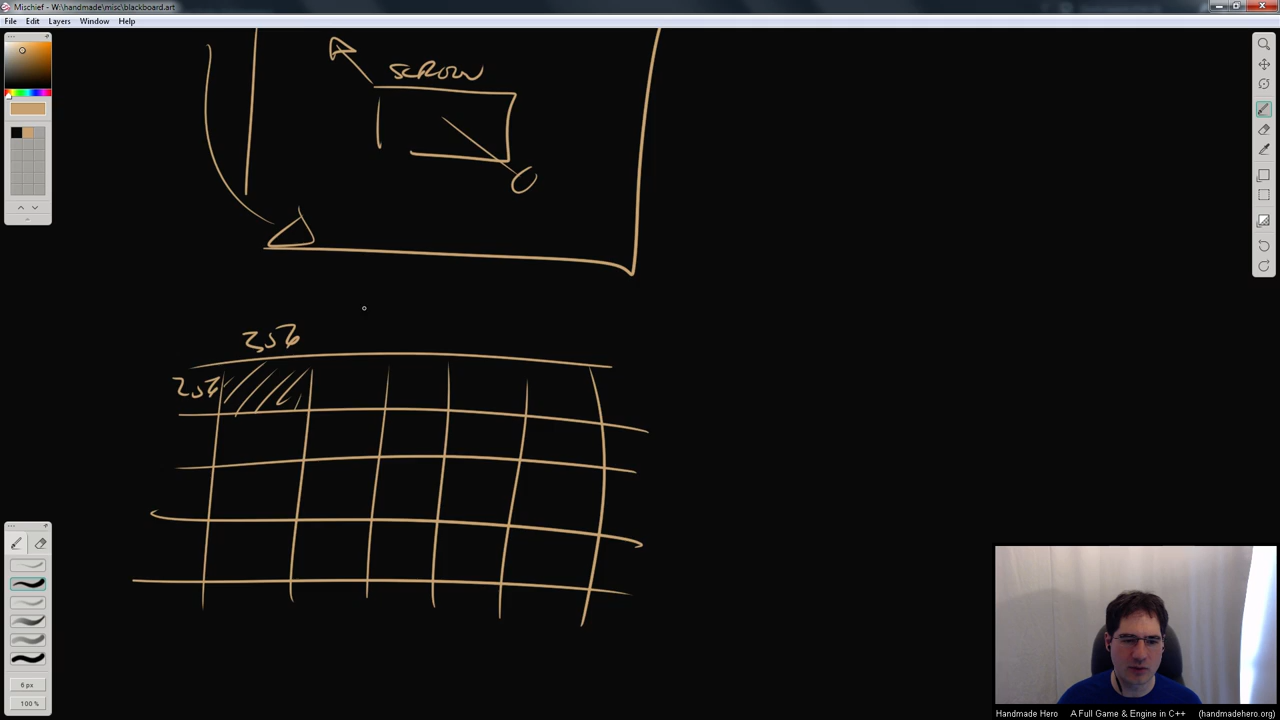 Mischief - W:\handmade\misc\blackboard.art
File Edit Layers Window Help
SCROLL
256
256
6 px
100 %
Handmade Hero A Full Game & Engine in C++ (handmadehero.org)